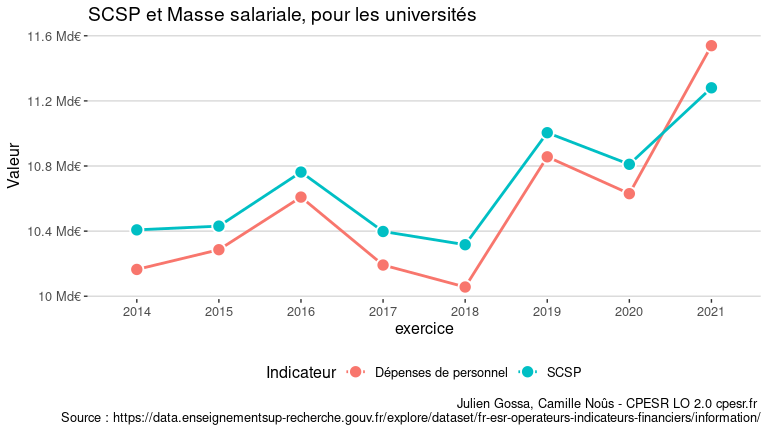 SCSP et Masse salariale, pour les universités
11.6 Md€
11.2 Md€
10.8 Md€
10.4 Md€
10 Md€
Valeur
2014 2015 2016 2017 2018 2019 2020 2021
exercice
Indicateur Dépenses de personnel SCSP
Julien Gossa, Camille Noûs - CPESR LO 2.0 cpesr.fr
Source : https://data.enseignementsup-recherche.gouv.fr/explore/dataset/fr-esr-operateurs-indicateurs-financiers/information/